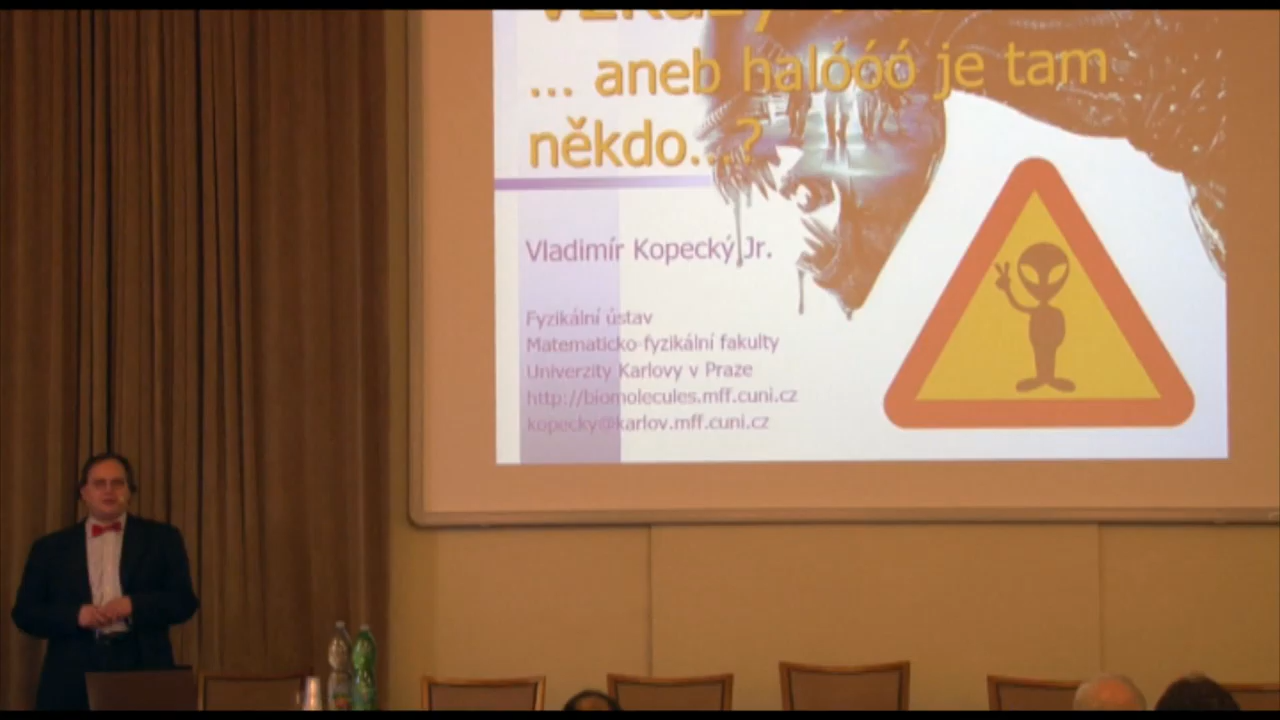 ... aneb halóóó je tam
někdo...?
Vladimír Kopecký Jr.
Fyzikální ústav
Matematicko-fyzikální fakulty
Univerzity Karlovy v Praze
http://biomolecules.mff.cuni.cz
kopecky@karlov.mff.cuni.cz